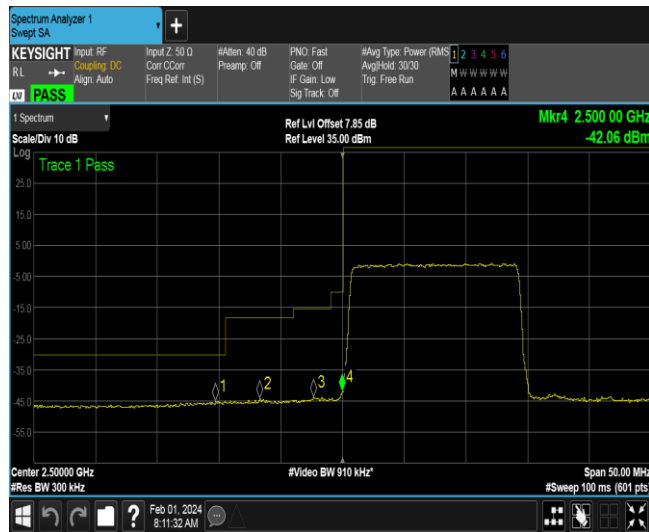 Spectrum Analyzer 1
Swept SA
+
KEYSIGHT
RL
LXI PASS
Input: RF
Coupling: DC
Align: Auto
Input Z: 50 Ω
Corr CCorr
Freq Ref: Int (S)
#Atten: 40 dB
Preamp: Off
PNO: Fast
Gate: Off
IF Gain: Low
Sig Track: Off
#Avg Type: Power (RMS
Avg|Hold: 30/30
Trig: Free Run
1 2 3 4 5 6
M W W W W W
A A A A A A
1 Spectrum
Scale/Div 10 dB
Log
Ref Lvl Offset 7.85 dB
Ref Level 35.00 dBm
Mkr4 2.500 00 GHz
-42.06 dBm
Trace 1 Pass
25.0
15.0
5.00
-5.00
-15.0
-25.0
-35.0
-45.0
-55.0
1
2
3
4
Center 2.50000 GHz
#Res BW 300 kHz
#Video BW 910 kHz*
Span 50.00 MHz
#Sweep 100 ms (601 pts)
?
Feb 01, 2024
8:11:32 AM